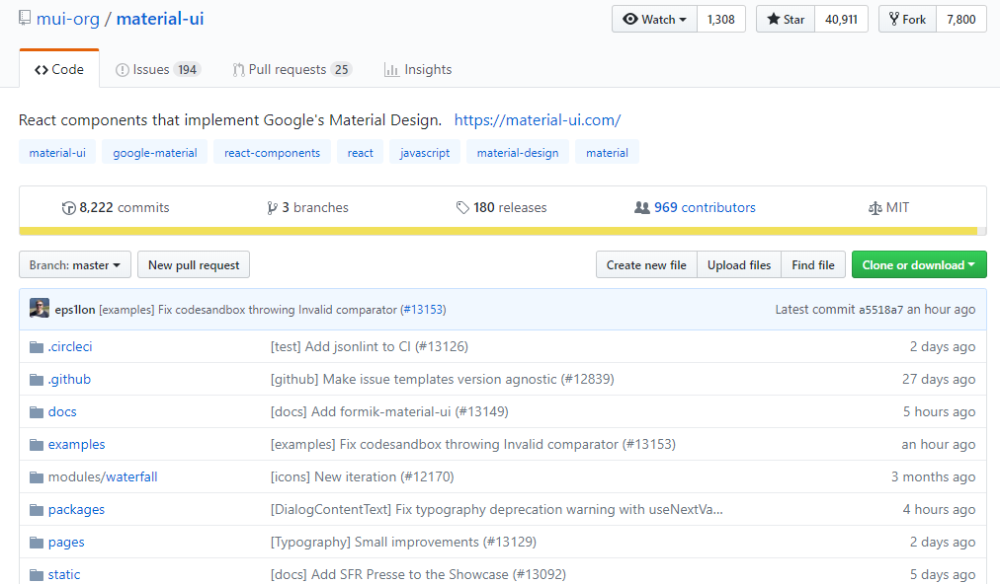 mui-org / material-ui Watch 1,308 Star 40,911 Fork 7,800
Code Issues 194 Pull requests 25 Insights
React components that implement Google's Material Design. https://material-ui.com/
material-ui google-material react-components react javascript material-design material
8,222 commits 3 branches 180 releases 969 contributors MIT
Branch: master New pull request Create new file Upload files Find file Clone or download
eps1lon [examples] Fix codesandbox throwing Invalid comparator (#13153) Latest commit a5518a7 an hour ago
.circleci [test] Add jsonlint to CI (#13126) 2 days ago
.github [github] Make issue templates version agnostic (#12839) 27 days ago
docs [docs] Add formik-material-ui (#13149) 5 hours ago
examples [examples] Fix codesandbox throwing Invalid comparator (#13153) an hour ago
modules/waterfall [icons] New iteration (#12170) 3 months ago
packages [DialogContentText] Fix typography deprecation warning with useNextVa... 4 hours ago
pages [Typography] Small improvements (#13129) 2 days ago
static [docs] Add SFR Presse to the Showcase (#13092) 5 days ago